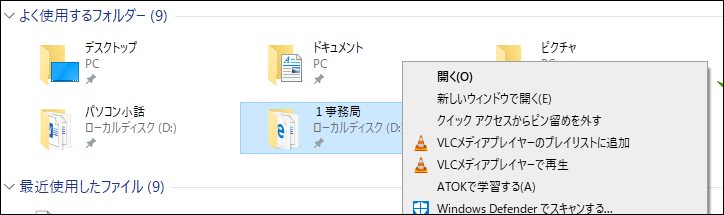 よく使用するフォルダー (9)
デスクトップ
PC
ドキュメント
PC
ピクチャ
PC
パソコン小話
ローカルディスク (D:)
１事務局
ローカルディスク (D:
開く(O)
新しいウィンドウで開く(E)
クイック アクセスからピン留めを外す
VLCメディアプレイヤーのプレイリストに追加
VLCメディアプレイヤーで再生
ATOKで学習する(A)
Windows Defender でスキャンする...
最近使用したファイル (9)